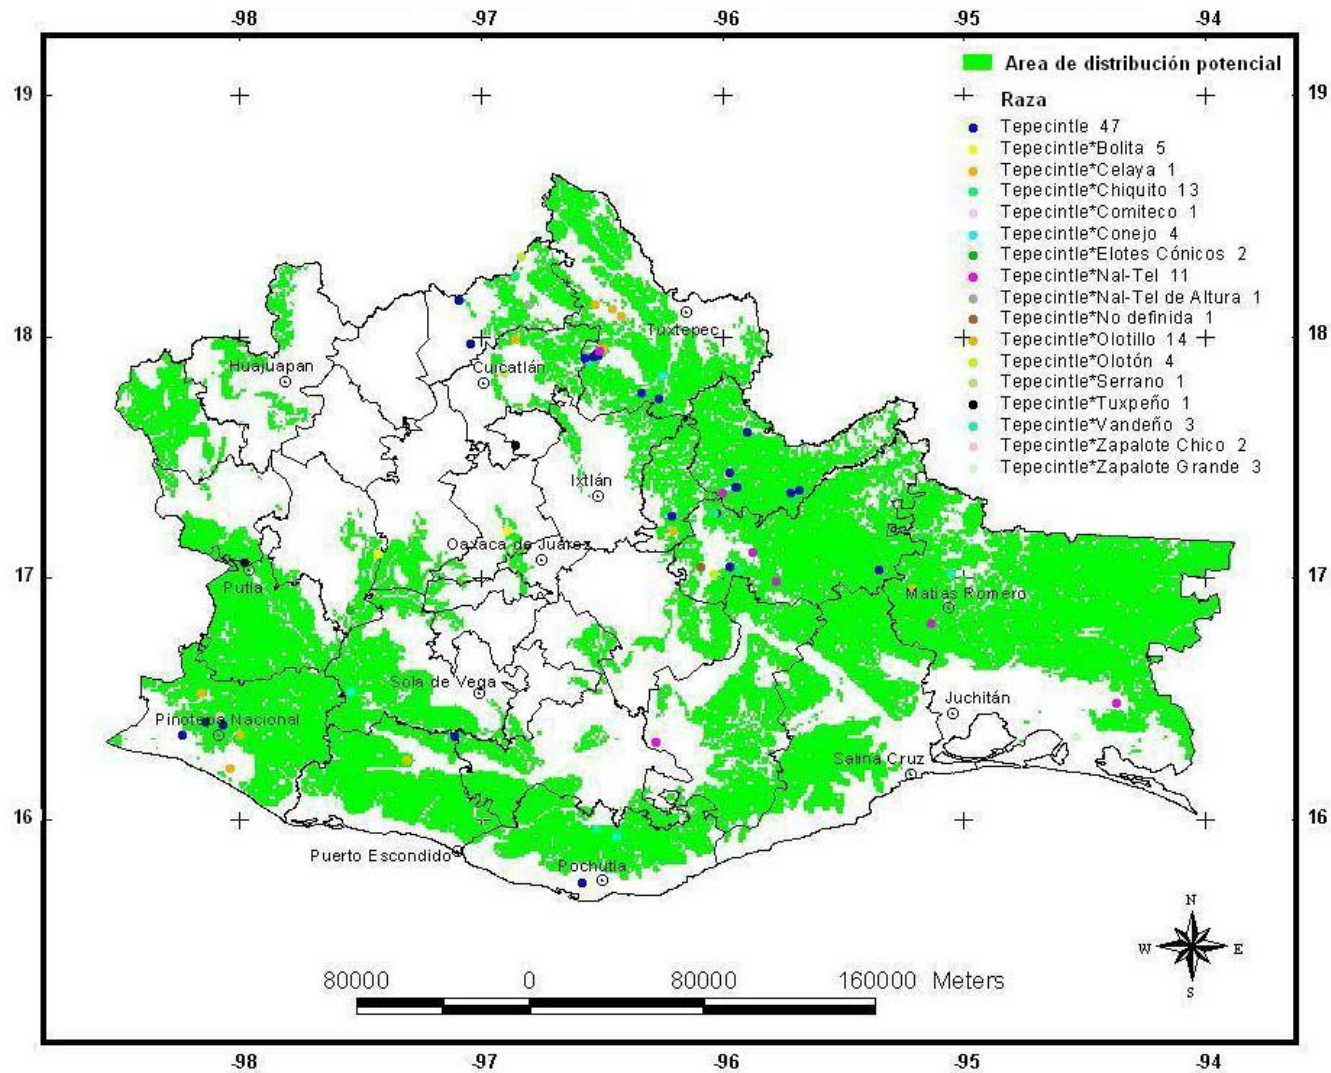 -98 -97 -96 -95 -94
19 19
Area de distribución potencial
Raza
Tepecintle 47
Tepecintle*Bolita 5
Tepecintle*Celaya 1
Tepecintle*Chiquito 13
Tepecintle*Comiteco 1
Tepecintle*Conejo 4
Tepecintle*Elotes Cónicos 2
Tepecintle*Nal-Tel 11
Tepecintle*Nal-Tel de Altura 1
Tepecintle*No definida 1
Tepecintle*Olotillo 14
Tepecintle*Olotón 4
Tepecintle*Serrano 1
Tepecintle*Tuxpeño 1
Tepecintle*Vandeño 3
Tepecintle*Zapalote Chico 2
Tepecintle*Zapalote Grande 3
18 18
Tuxtepec
Huajuapan
Cuicatlán
Ixtlán
Oaxaca de Juárez
17 17
Putla
Matías Romero
Sola de Vega
Juchitán
Pinotepa Nacional
Salina Cruz
16 16
Puerto Escondido
Pochutla
N
W E
S
80000 0 80000 160000 Meters
-98 -97 -96 -95 -94